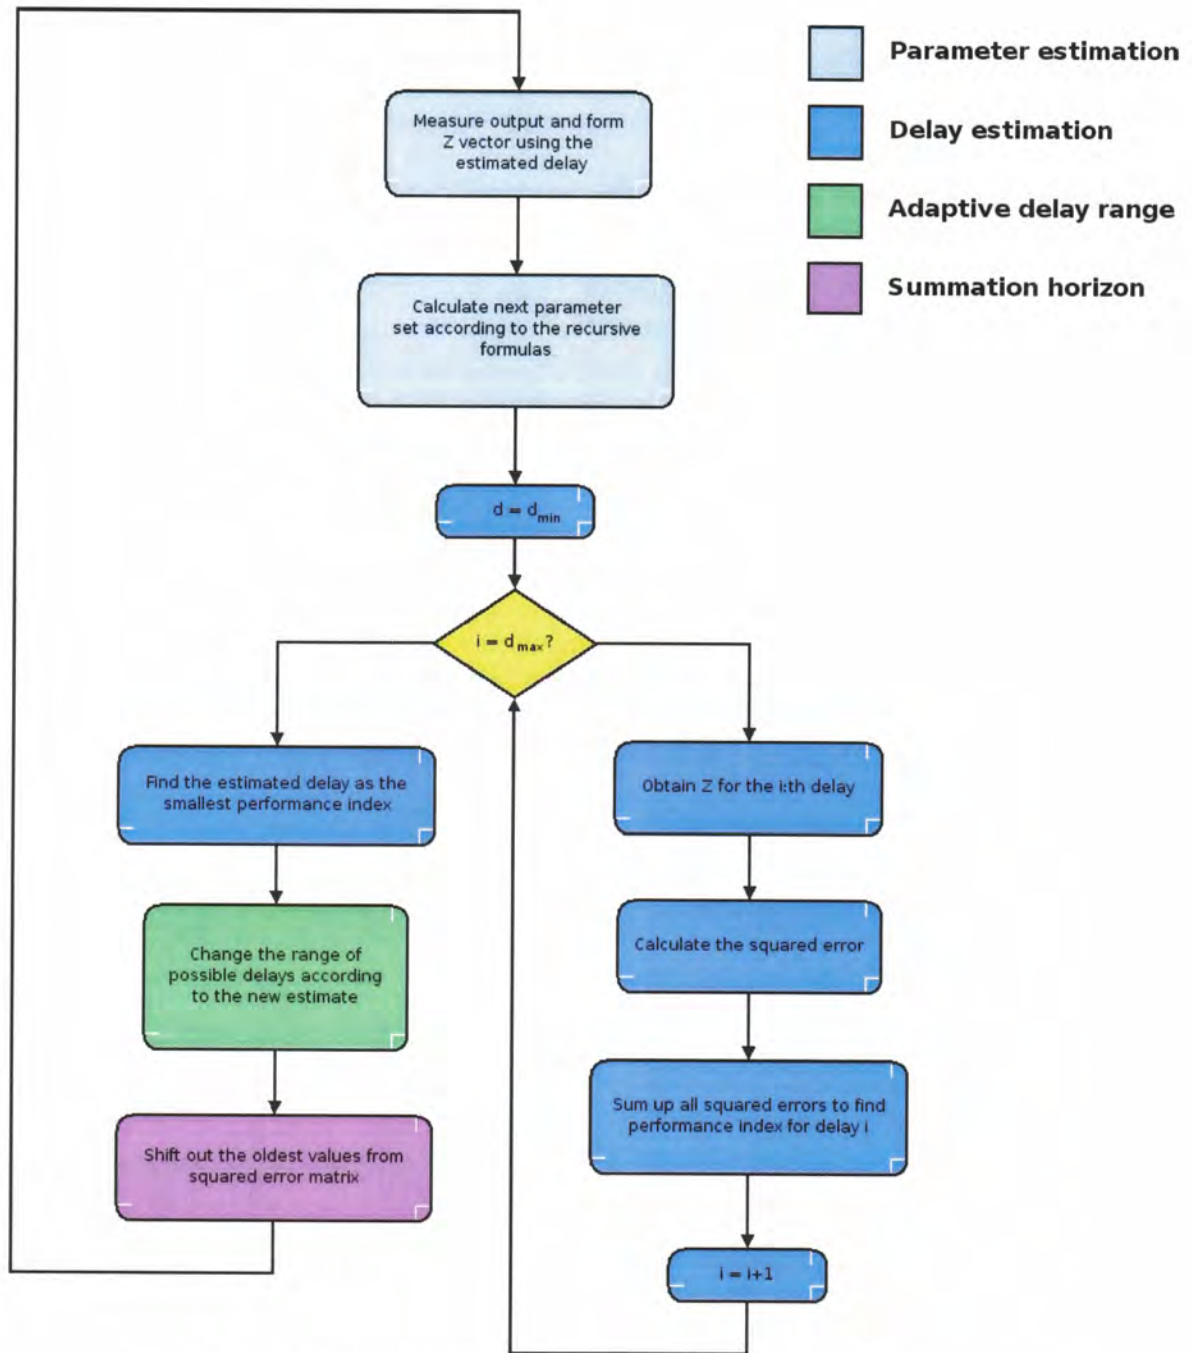 Parameter estimation
Delay estimation
Adaptive delay range
Summation horizon
Measure output and form
Z vector using the
estimated delay
Calculate next parameter
set according to the recursive
formulas
d = dmin
i = dmax?
Find the estimated delay as the
smallest performance index
Change the range of
possible delays according
to the new estimate
Shift out the oldest values from
squared error matrix
Obtain Z for the i:th delay
Calculate the squared error
Sum up all squared errors to find
performance index for delay i
i = i+1